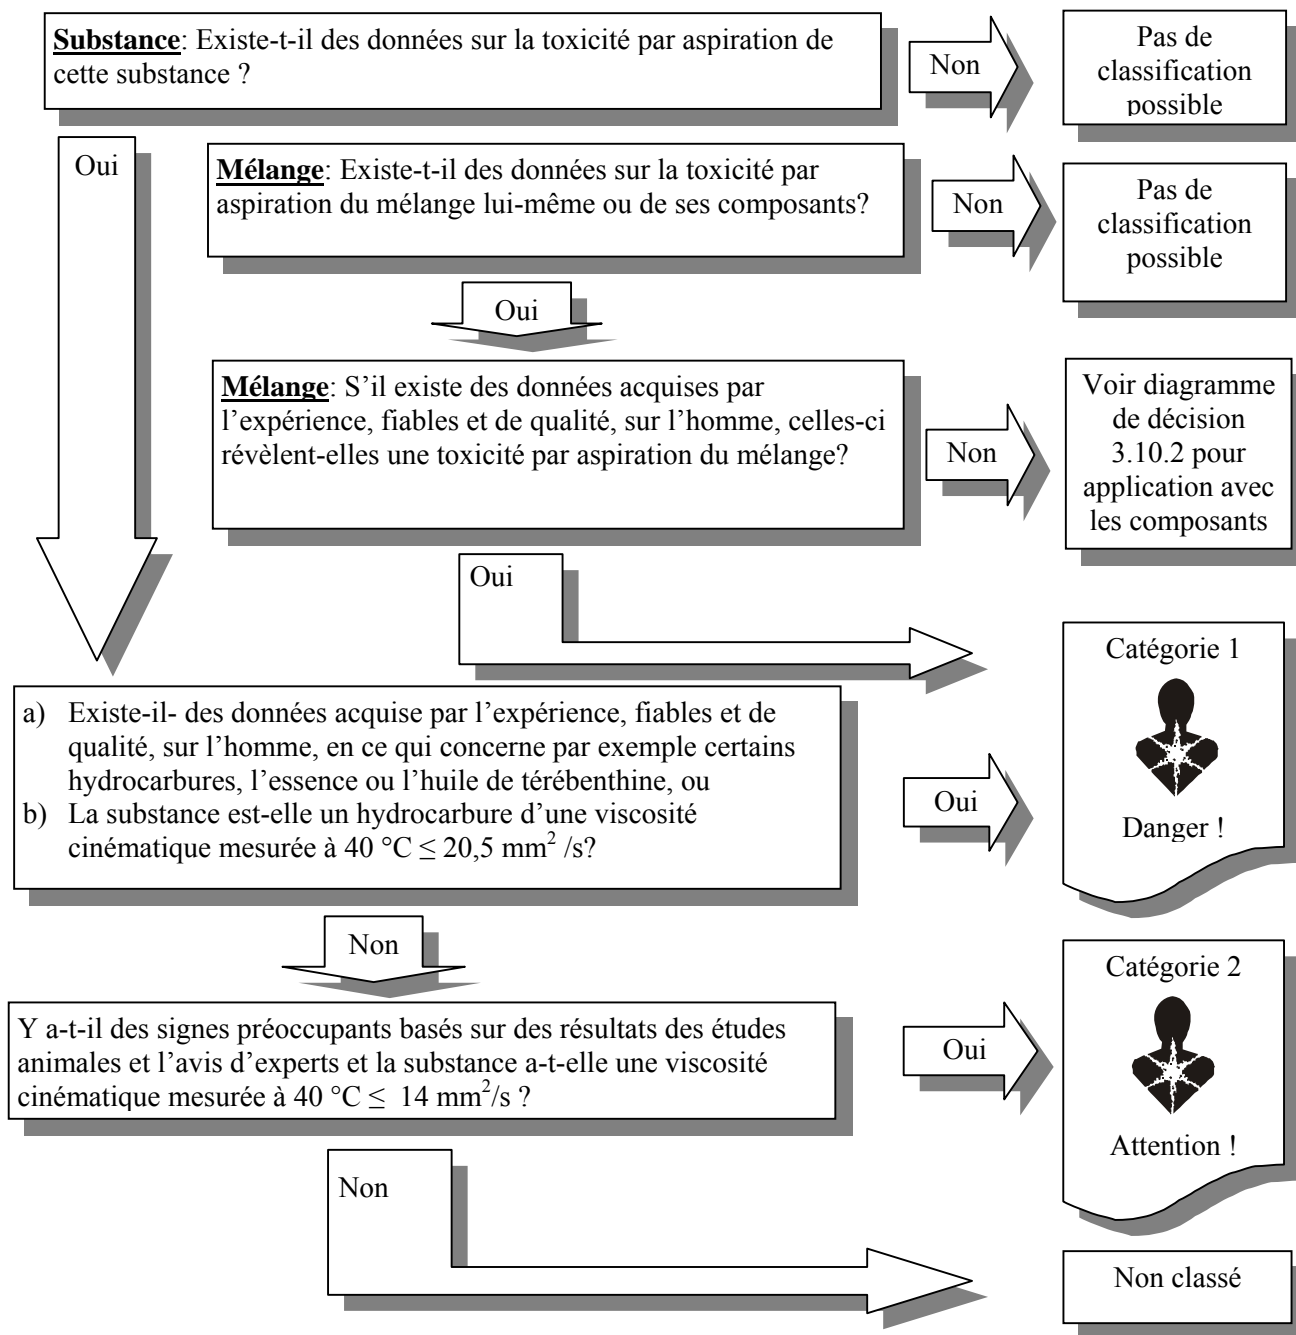 Substance: Existe-t-il des données sur la toxicité par aspiration de
cette substance ?
Non
Pas de
classification
possible
Oui
Mélange: Existe-t-il des données sur la toxicité par
aspiration du mélange lui-même ou de ses composants?
Non
Pas de
classification
possible
Oui
Mélange: S’il existe des données acquises par
l’expérience, fiables et de qualité, sur l’homme, celles-ci
révèlent-elles une toxicité par aspiration du mélange?
Non
Voir diagramme
de décision
3.10.2 pour
application avec
les composants
Oui
a) Existe-il- des données acquise par l’expérience, fiables et de
qualité, sur l’homme, en ce qui concerne par exemple certains
hydrocarbures, l’essence ou l’huile de térébenthine, ou
b) La substance est-elle un hydrocarbure d’une viscosité
cinématique mesurée à 40 °C ≤ 20,5 mm² /s?
Oui
Catégorie 1
Danger !
Non
Y a-t-il des signes préoccupants basés sur des résultats des études
animales et l’avis d’experts et la substance a-t-elle une viscosité
cinématique mesurée à 40 °C ≤ 14 mm²/s ?
Oui
Catégorie 2
Attention !
Non
Non classé